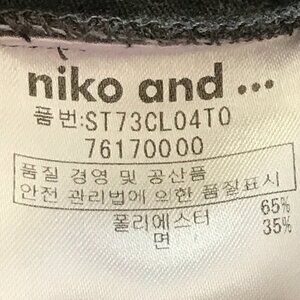 niko and ...
품번:ST73CL04T0
76170000
품질 경영 및 공산품
안전 관리법에 의한 품질표시
폴리에스터 65%
면 35%